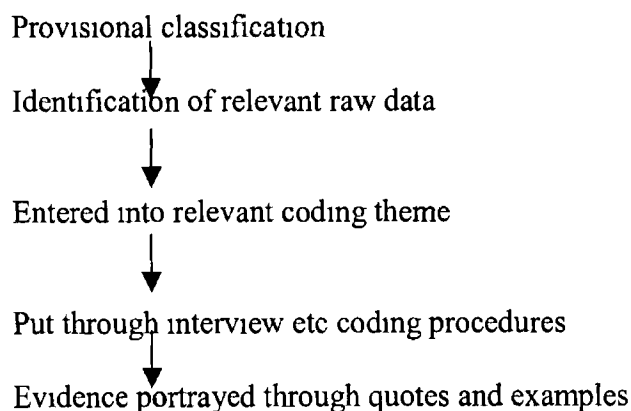 Provisional classification
Identification of relevant raw data
Entered into relevant coding theme
Put through interview etc coding procedures
Evidence portrayed through quotes and examples